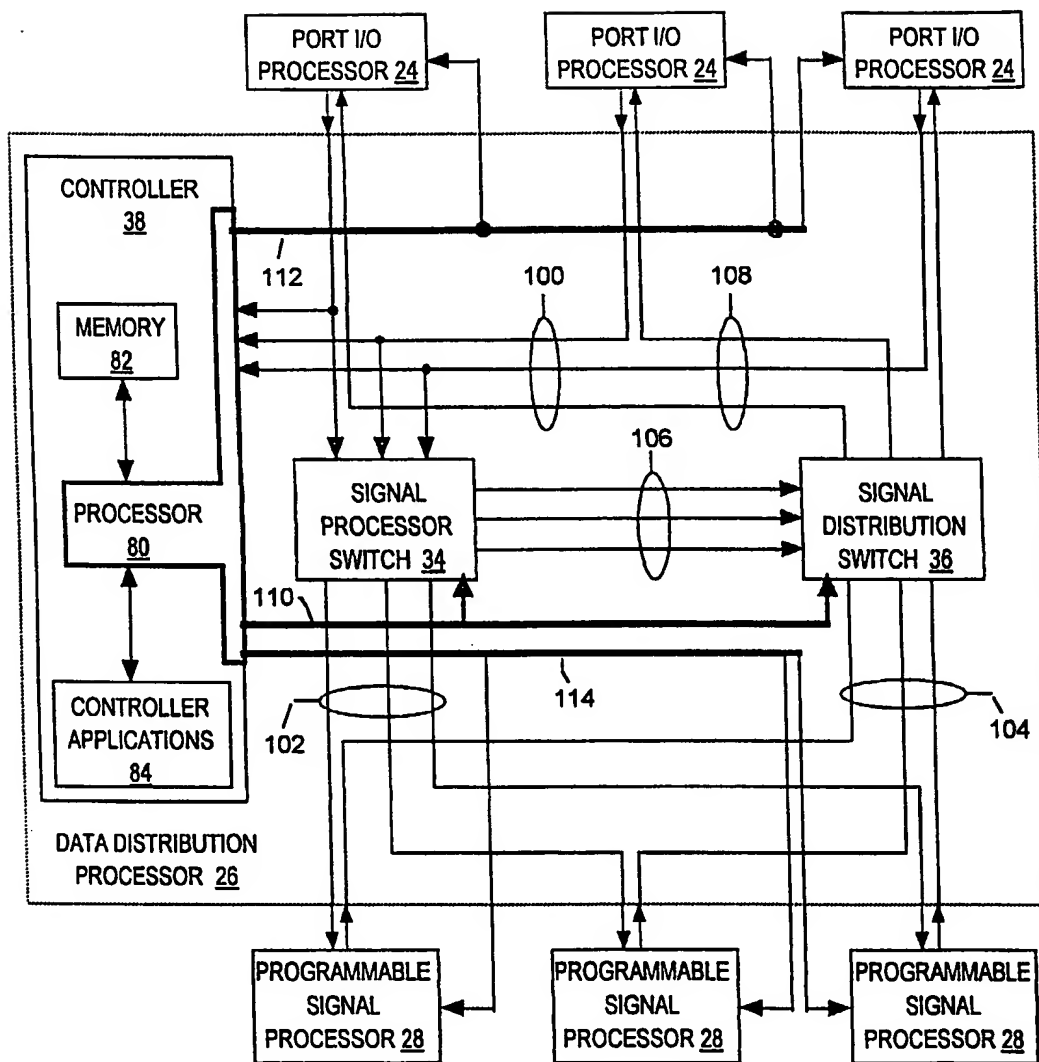 PORT I/O
PROCESSOR 24
PORT I/O
PROCESSOR 24
PORT I/O
PROCESSOR 24
CONTROLLER
38
112
100
108
MEMORY
82
106
PROCESSOR
80
SIGNAL
PROCESSOR
SWITCH 34
SIGNAL
DISTRIBUTION
SWITCH 36
110
114
102
104
CONTROLLER
APPLICATIONS
84
DATA DISTRIBUTION
PROCESSOR 26
PROGRAMMABLE
SIGNAL
PROCESSOR 28
PROGRAMMABLE
SIGNAL
PROCESSOR 28
PROGRAMMABLE
SIGNAL
PROCESSOR 28